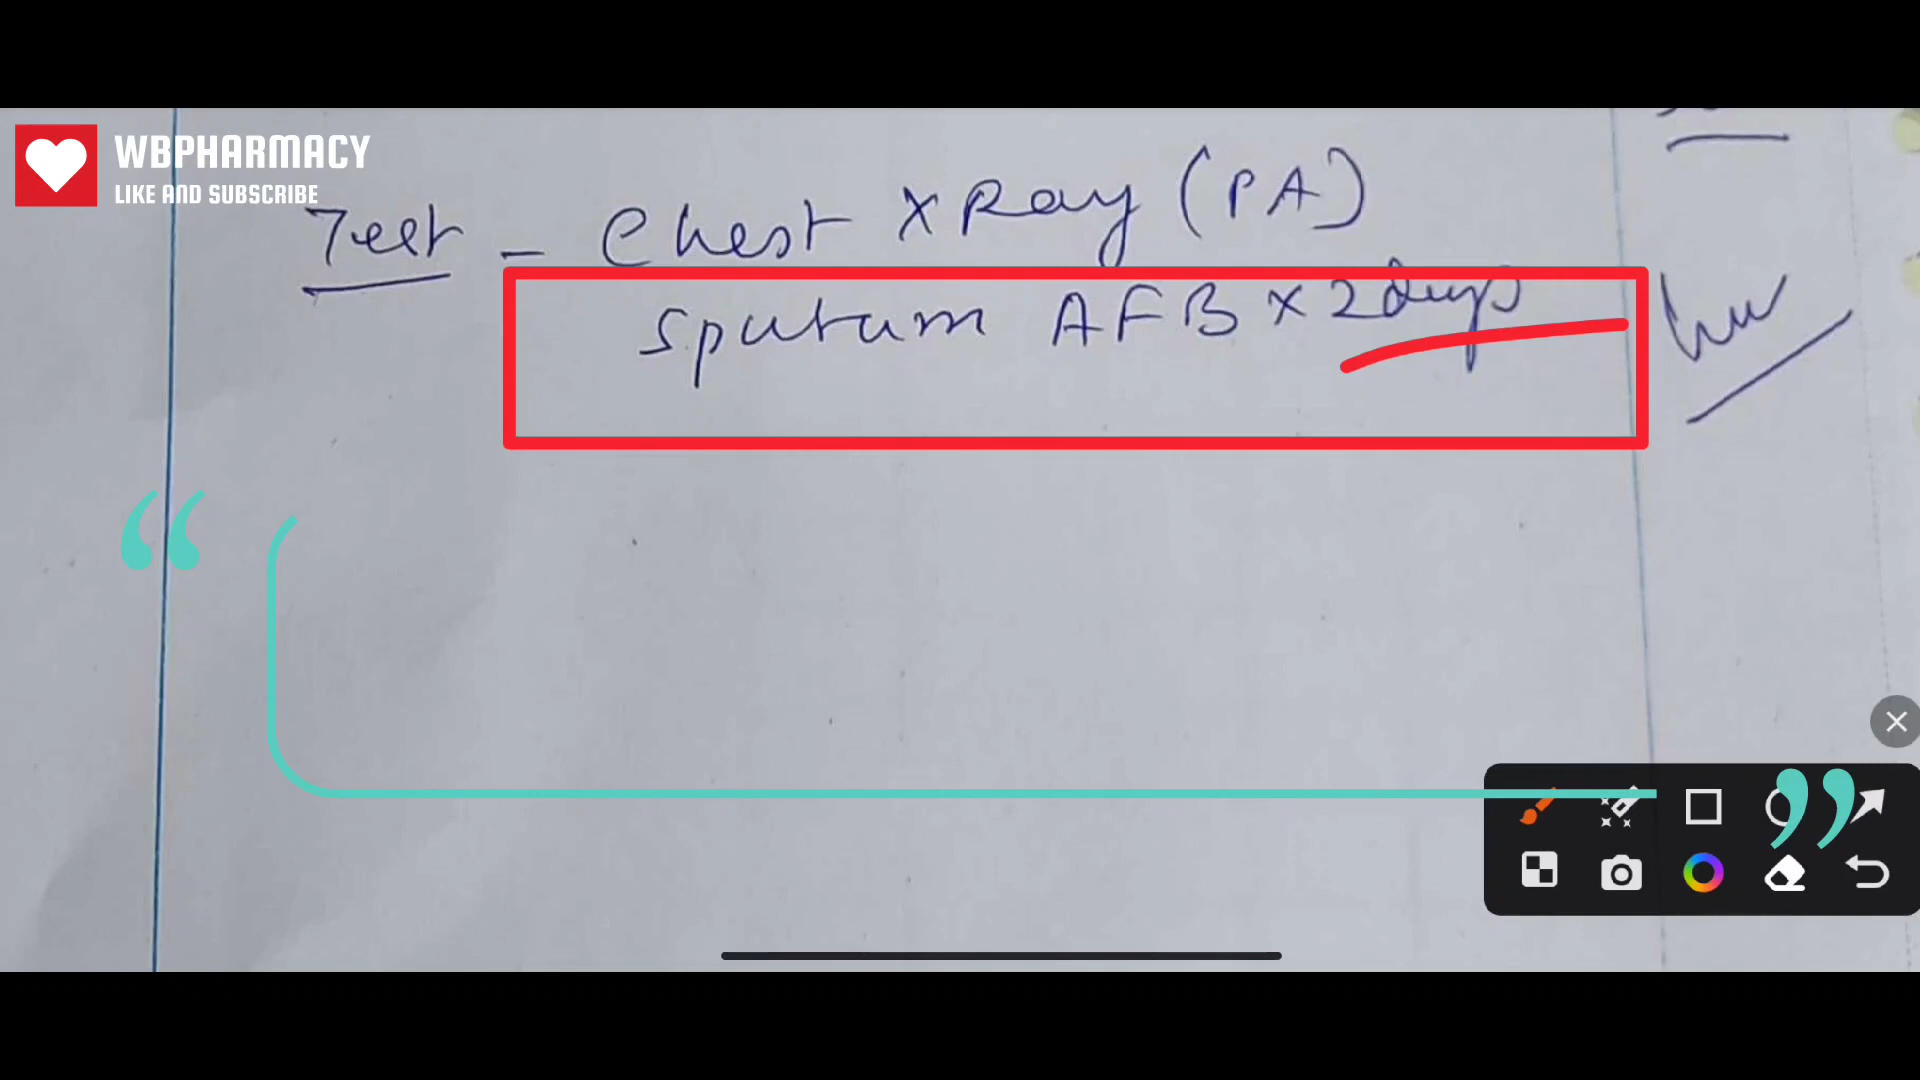 WBPHARMACY
LIKE AND SUBSCRIBE
Test - Chest X Ray (PA)
Sputum AFB x 2 days